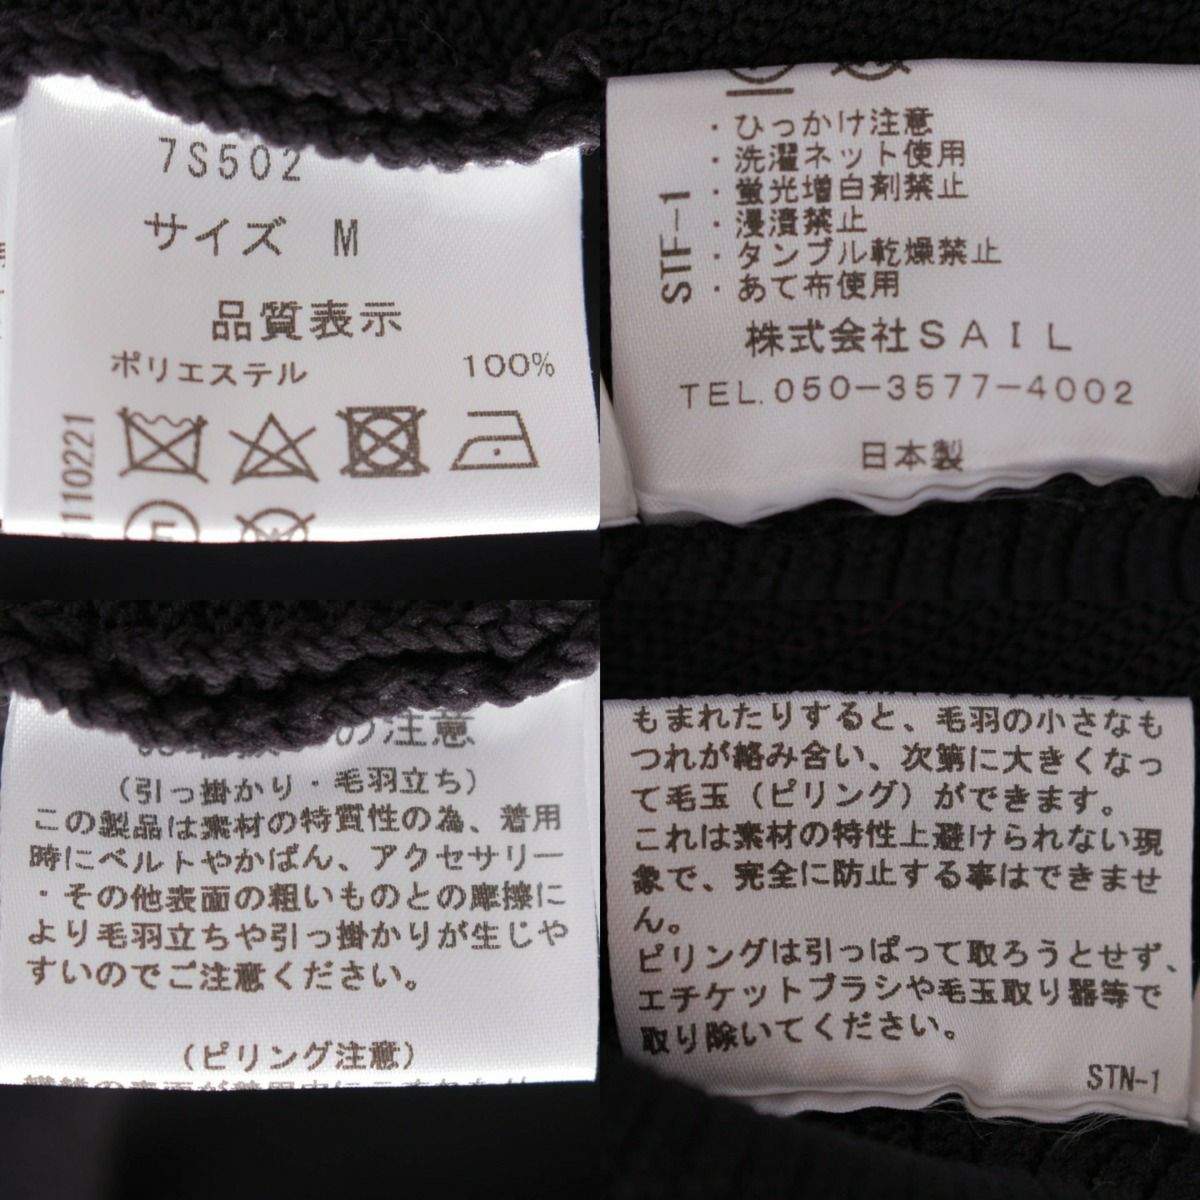 7S502
サイズ M
品質表示
ポリエステル 100%
110221
・ひっかけ注意
・洗濯ネット使用
・蛍光増白剤禁止
・浸漬禁止
・タンブル乾燥禁止
・あて布使用
STF-1
株式会社SAIL
TEL.050-3577-4002
日本製
の注意
(引っ掛かり・毛羽立ち)
この製品は素材の特質性の為、着用
時にベルトやかばん、アクセサリー
・その他表面の粗いものとの摩擦に
より毛羽立ちや引っ掛かりが生じや
すいのでご注意ください。
(ピリング注意)
もまれたりすると、毛羽の小さなも
つれが絡み合い、次第に大きくなっ
て毛玉(ピリング)ができます。
これは素材の特性上避けられない現
象で、完全に防止する事はできませ
ん。
ピリングは引っぱって取ろうとせず、
エチケットブラシや毛玉取り器等で
取り除いてください。
STN-1